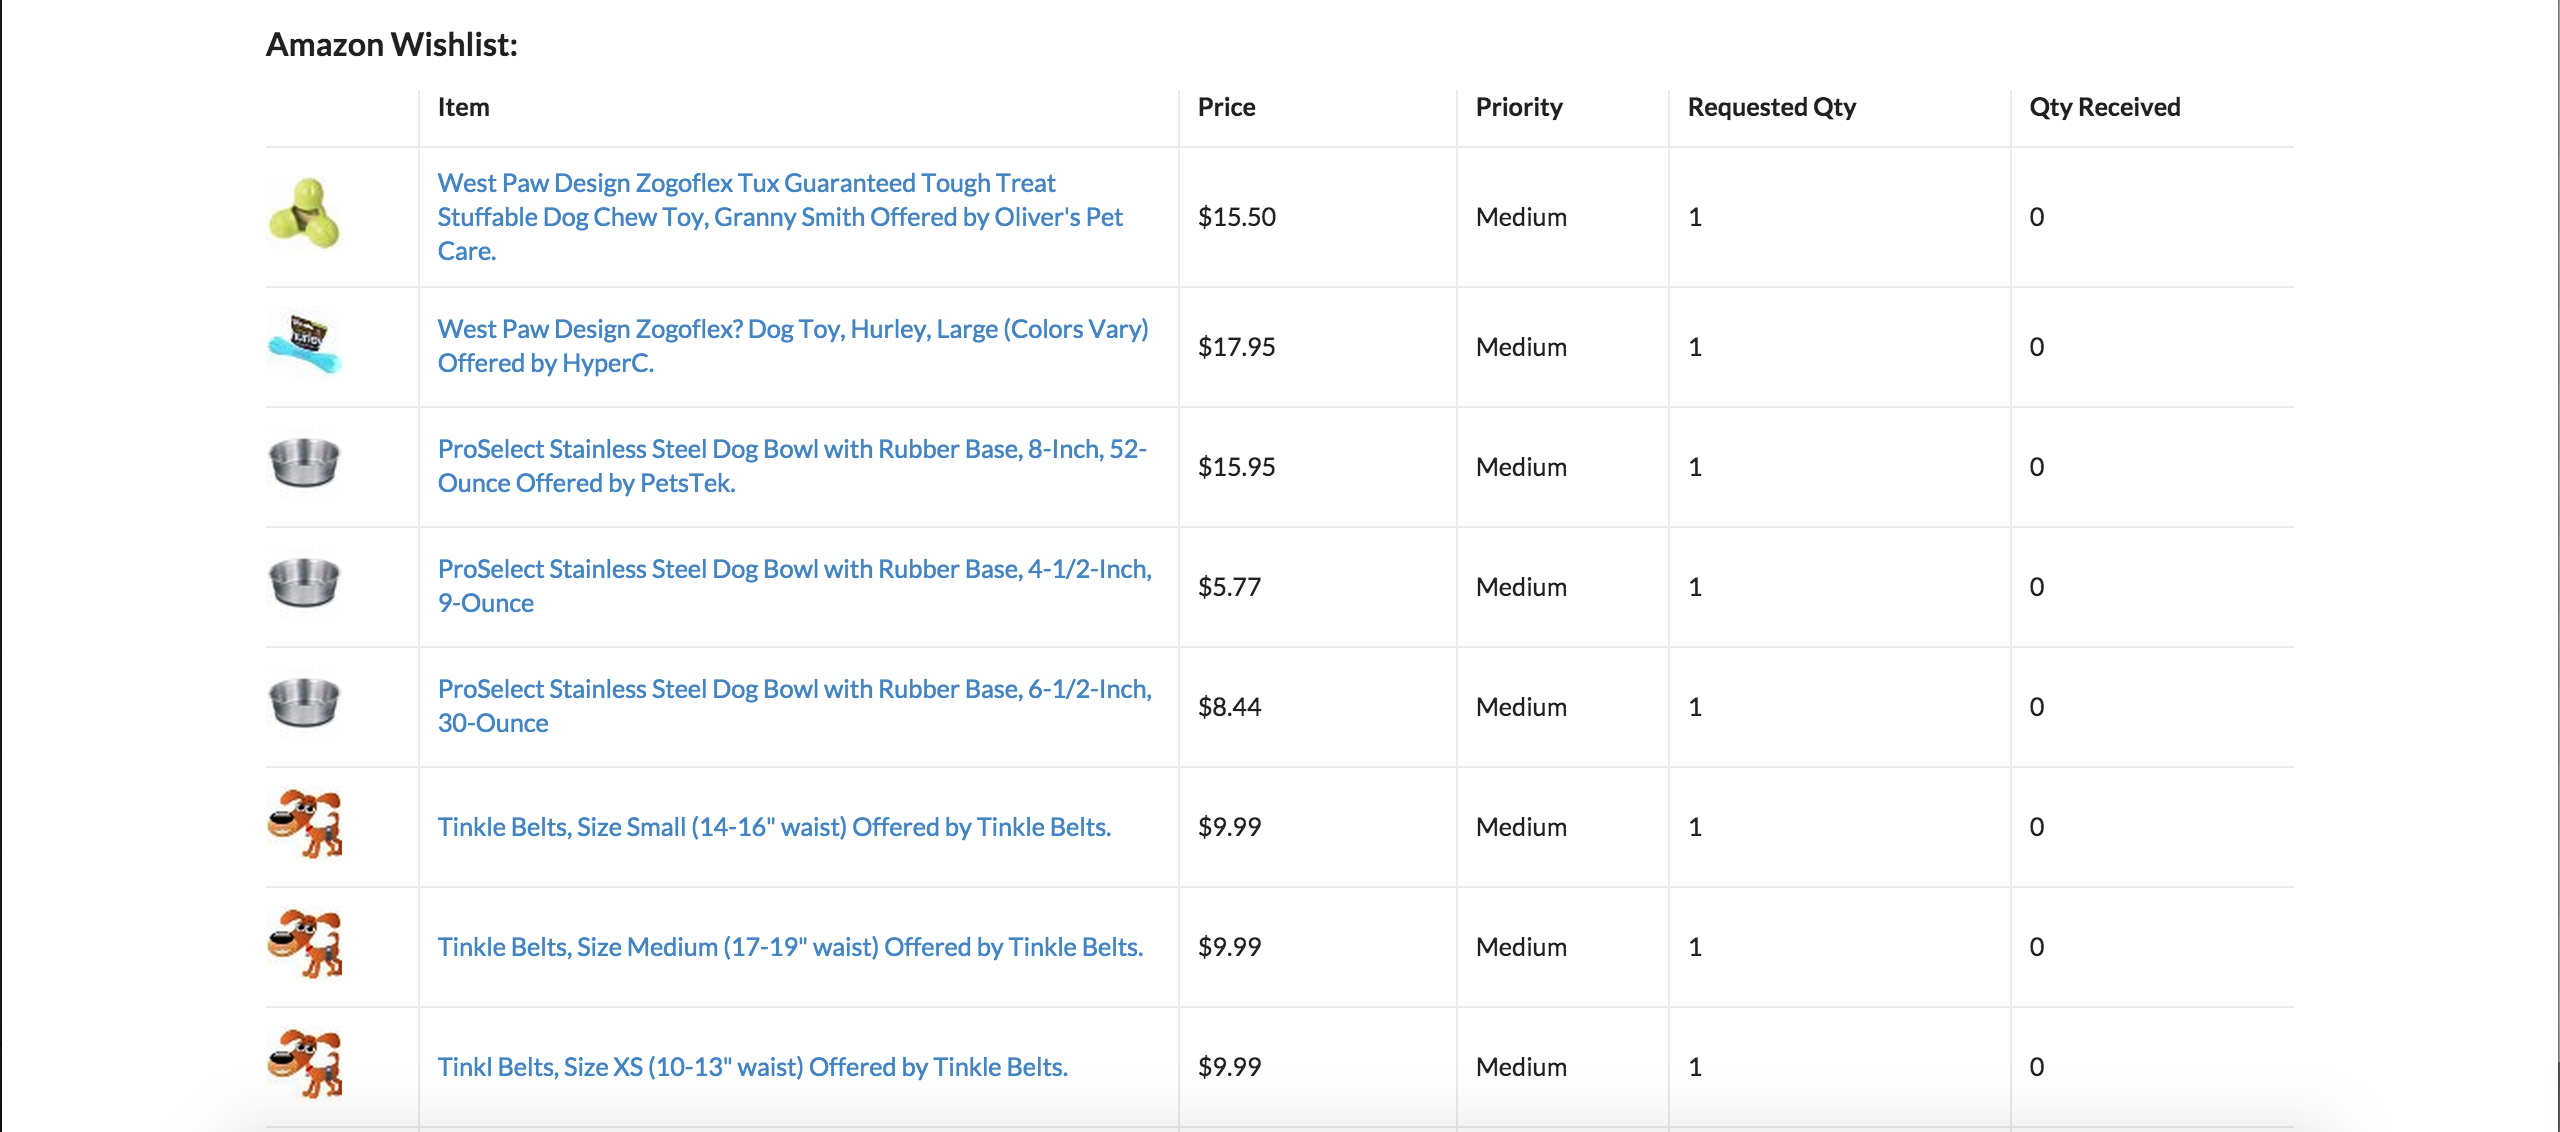 Amazon Wishlist:
Item Price Priority Requested Qty Qty Received
West Paw Design Zogoflex Tux Guaranteed Tough Treat
Stuffable Dog Chew Toy, Granny Smith Offered by Oliver's Pet
Care.
$15.50 Medium 1 0
West Paw Design Zogoflex? Dog Toy, Hurley, Large (Colors Vary)
Offered by HyperC.
$17.95 Medium 1 0
ProSelect Stainless Steel Dog Bowl with Rubber Base, 8-Inch, 52-
Ounce Offered by PetsTek.
$15.95 Medium 1 0
ProSelect Stainless Steel Dog Bowl with Rubber Base, 4-1/2-Inch,
9-Ounce
$5.77 Medium 1 0
ProSelect Stainless Steel Dog Bowl with Rubber Base, 6-1/2-Inch,
30-Ounce
$8.44 Medium 1 0
Tinkle Belts, Size Small (14-16" waist) Offered by Tinkle Belts. $9.99 Medium 1 0
Tinkle Belts, Size Medium (17-19" waist) Offered by Tinkle Belts. $9.99 Medium 1 0
Tinkl Belts, Size XS (10-13" waist) Offered by Tinkle Belts. $9.99 Medium 1 0